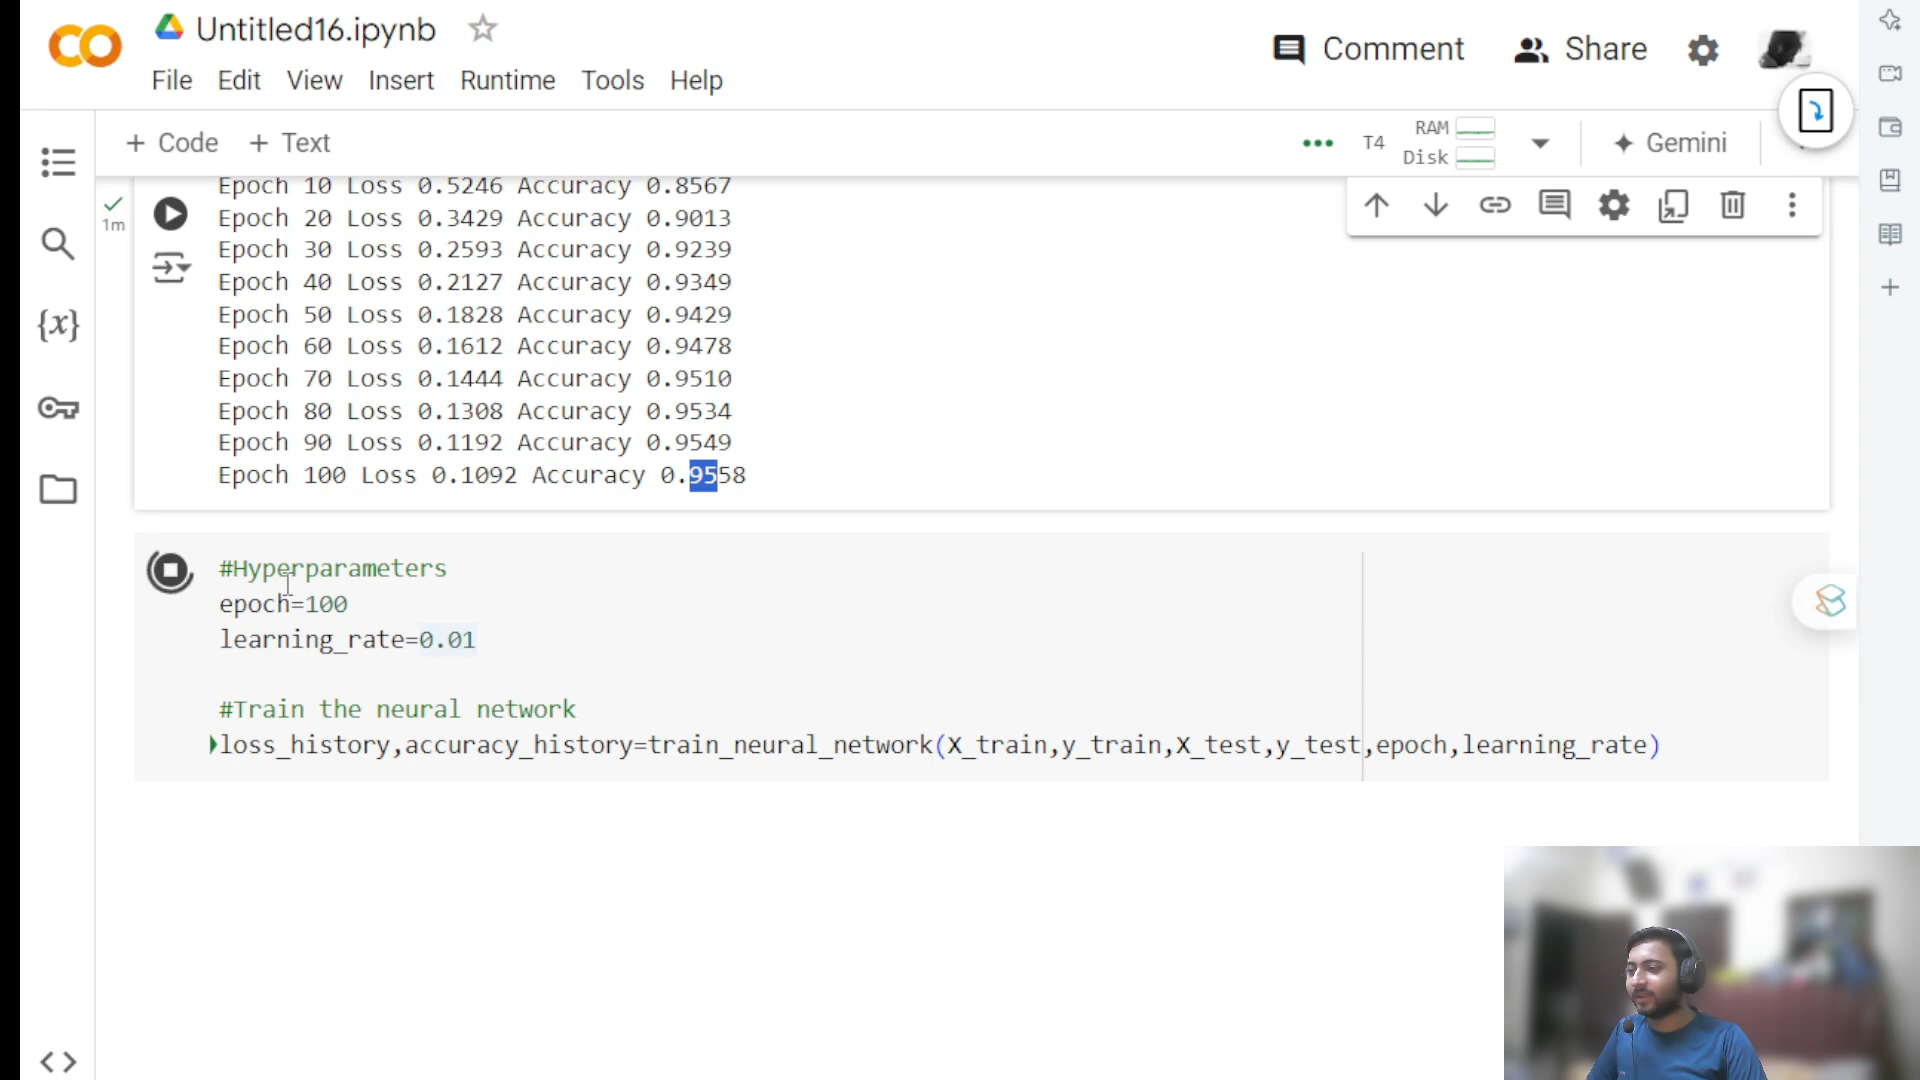 Untitled16.ipynb
Comment
Share
File Edit View Insert Runtime Tools Help
+ Code + Text
T4
RAM
Disk
Gemini
1m
Epoch 10 Loss 0.5246 Accuracy 0.8567
Epoch 20 Loss 0.3429 Accuracy 0.9013
Epoch 30 Loss 0.2593 Accuracy 0.9239
Epoch 40 Loss 0.2127 Accuracy 0.9349
Epoch 50 Loss 0.1828 Accuracy 0.9429
Epoch 60 Loss 0.1612 Accuracy 0.9478
Epoch 70 Loss 0.1444 Accuracy 0.9510
Epoch 80 Loss 0.1308 Accuracy 0.9534
Epoch 90 Loss 0.1192 Accuracy 0.9549
Epoch 100 Loss 0.1092 Accuracy 0.9558
#Hyperparameters
epoch=100
learning_rate=0.01
#Train the neural network
loss_history,accuracy_history=train_neural_network(X_train,y_train,X_test,y_test,epoch,learning_rate)